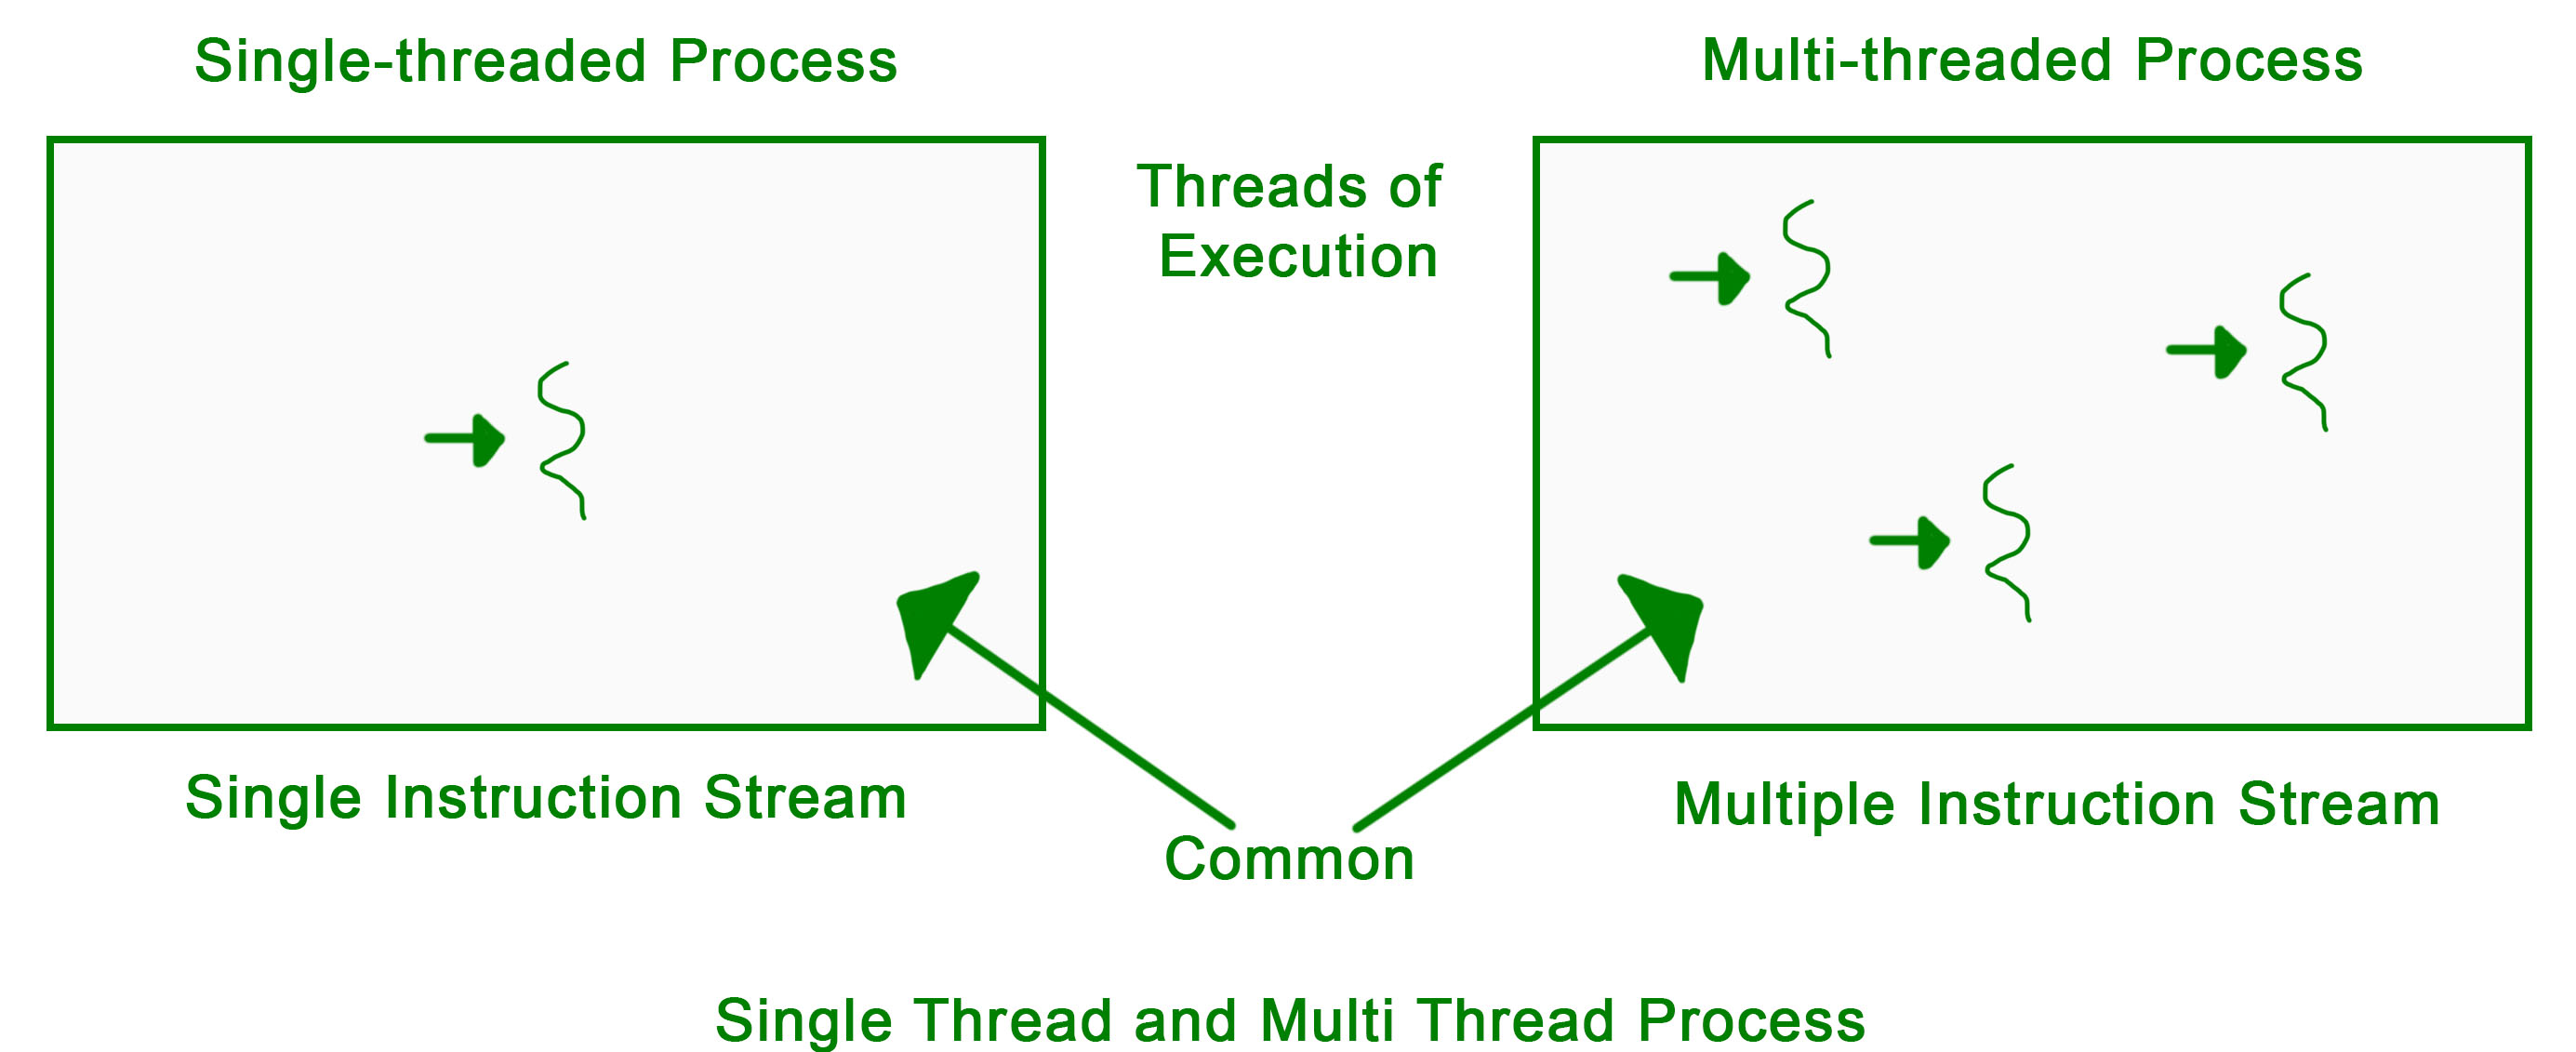 Single-threaded Process
Multi-threaded Process
Threads of
Execution
Single Instruction Stream
Multiple Instruction Stream
Common
Single Thread and Multi Thread Process